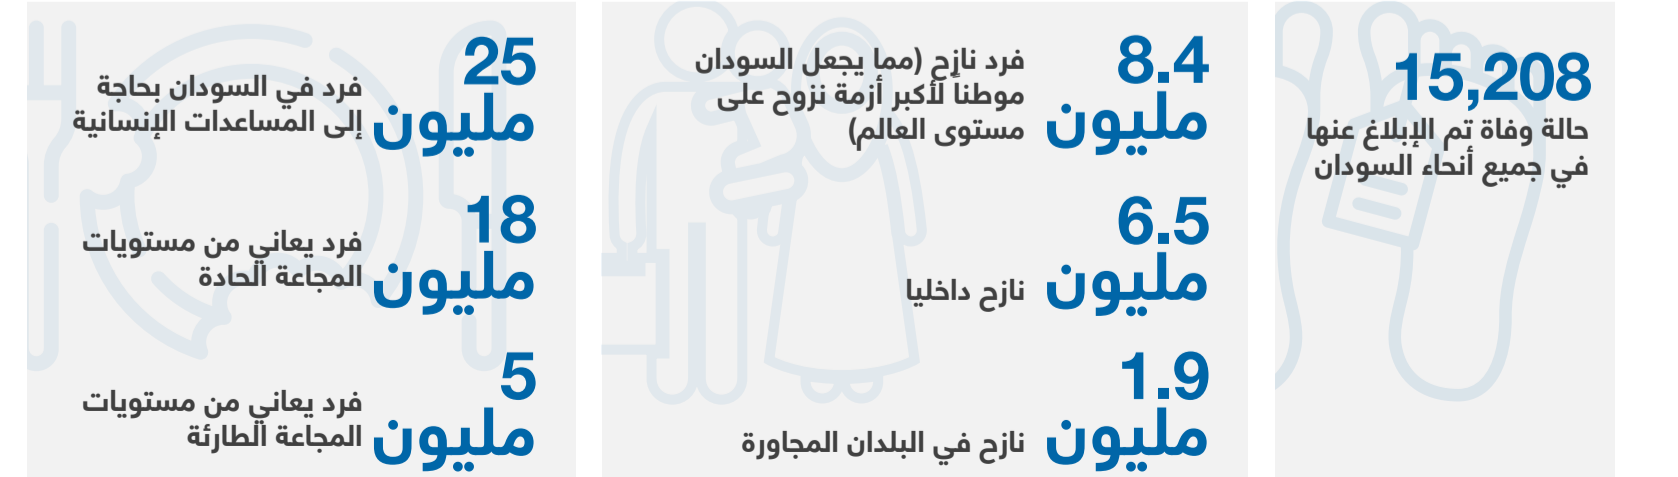 15,208
حالة وفاة تم الإبلاغ عنها
في جميع أنحاء السودان
8.4
مليون
فرد نازح (مما يجعل السودان
موطناً لأكبر أزمة نزوح على
مستوى العالم)
6.5
مليون
نازح داخليا
1.9
مليون
نازح في البلدان المجاورة
25
مليون
فرد في السودان بحاجة
إلى المساعدات الإنسانية
18
مليون
فرد يعاني من مستويات
المجاعة الحادة
5
مليون
فرد يعاني من مستويات
المجاعة الطارئة